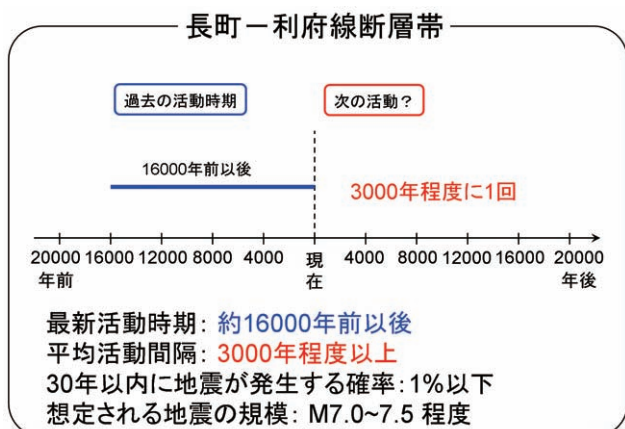 長町－利府線断層帯
過去の活動時期
次の活動？
16000年前以後
3000年程度に1回
20000 16000 12000 8000 4000 現在 4000 8000 12000 16000 20000
年前 年後
最新活動時期： 約16000年前以後
平均活動間隔： 3000年程度以上
30年以内に地震が発生する確率：1%以下
想定される地震の規模： M7.0~7.5 程度